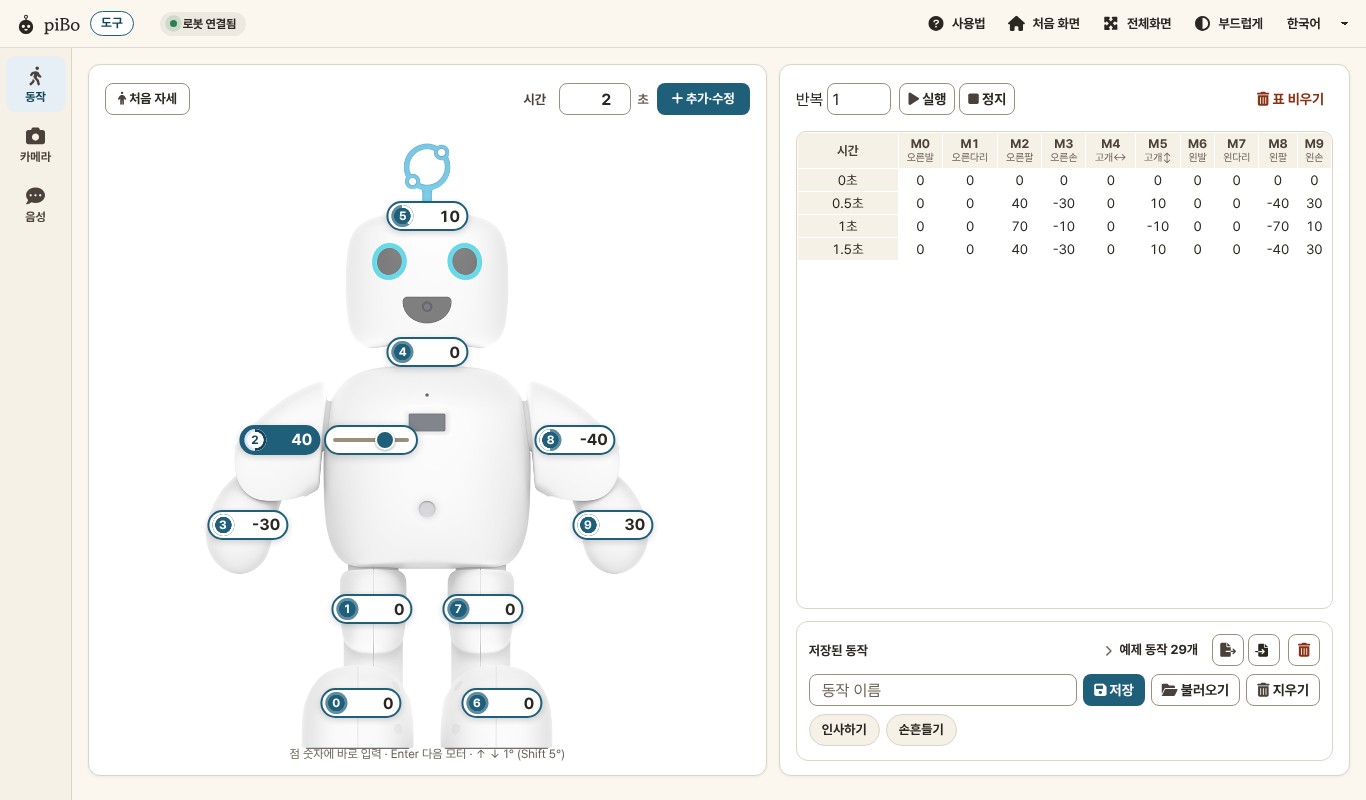 piBo 도구 로봇 연결됨 사용법 처음 화면 전체화면 부드럽게 한국어
동작
카메라
음성
처음 자세 시간 2 초 + 추가·수정
5 10
4 0
2 40
8 -40
3 -30
9 30
1 0
7 0
0 0
6 0
점 숫자에 바로 입력 · Enter 다음 모터 · ↑ ↓ 1° (Shift 5°)
반복 1 실행 정지 표 비우기
시간 M0 M1 M2 M3 M4 M5 M6 M7 M8 M9
오른발 오른다리 오른팔 오른손 고개↔ 고개↕ 왼발 왼다리 왼팔 왼손
0초 0 0 0 0 0 0 0 0 0 0
0.5초 0 0 40 -30 0 10 0 0 -40 30
1초 0 0 70 -10 0 -10 0 0 -70 10
1.5초 0 0 40 -30 0 10 0 0 -40 30
저장된 동작 예제 동작 29개
동작 이름 저장 불러오기 지우기
인사하기 손흔들기